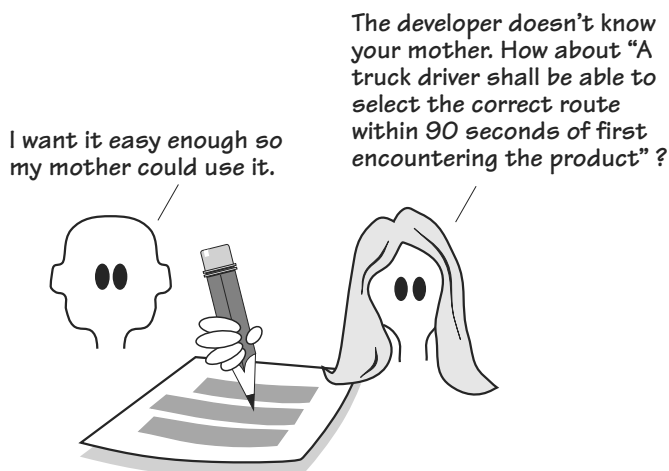 I want it easy enough so
my mother could use it.
The developer doesn't know
your mother. How about “A
truck driver shall be able to
select the correct route
within 90 seconds of first
encountering the product” ?